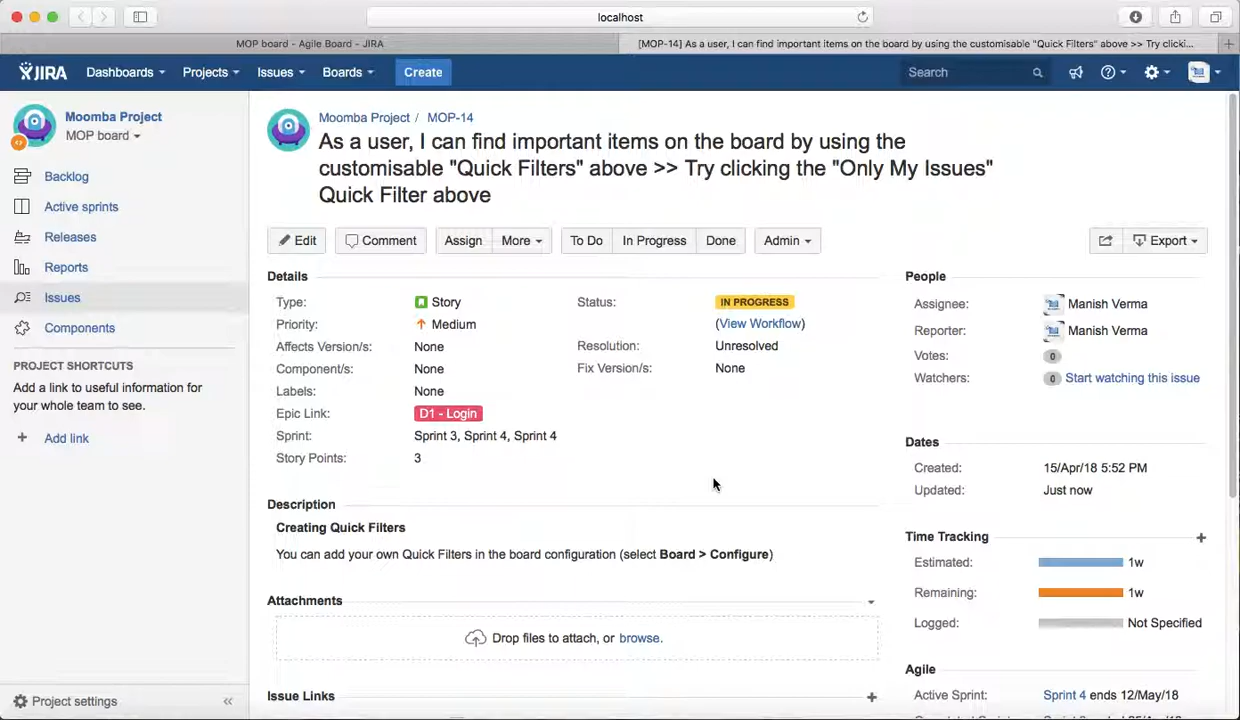 localhost
MOP board - Agile Board - JIRA
[MOP-14] As a user, I can find important items on the board by using the customisable "Quick Filters" above >> Try clicki...
JIRA Dashboards Projects Issues Boards Create Search
Moomba Project
MOP board
Backlog
Active sprints
Releases
Reports
Issues
Components
PROJECT SHORTCUTS
Add a link to useful information for
your whole team to see.
+ Add link
Project settings «
Moomba Project / MOP-14
As a user, I can find important items on the board by using the
customisable "Quick Filters" above >> Try clicking the "Only My Issues"
Quick Filter above
Edit Comment Assign More To Do In Progress Done Admin Export
Details
Type: Story
Priority: Medium
Affects Version/s: None
Component/s: None
Labels: None
Epic Link: D1 - Login
Sprint: Sprint 3, Sprint 4, Sprint 4
Story Points: 3
Status: IN PROGRESS
(View Workflow)
Resolution: Unresolved
Fix Version/s: None
Description
Creating Quick Filters
You can add your own Quick Filters in the board configuration (select Board > Configure)
Attachments
Drop files to attach, or browse.
Issue Links +
People
Assignee: Manish Verma
Reporter: Manish Verma
Votes: 0
Watchers: 0 Start watching this issue
Dates
Created: 15/Apr/18 5:52 PM
Updated: Just now
Time Tracking +
Estimated: 1w
Remaining: 1w
Logged: Not Specified
Agile
Active Sprint: Sprint 4 ends 12/May/18